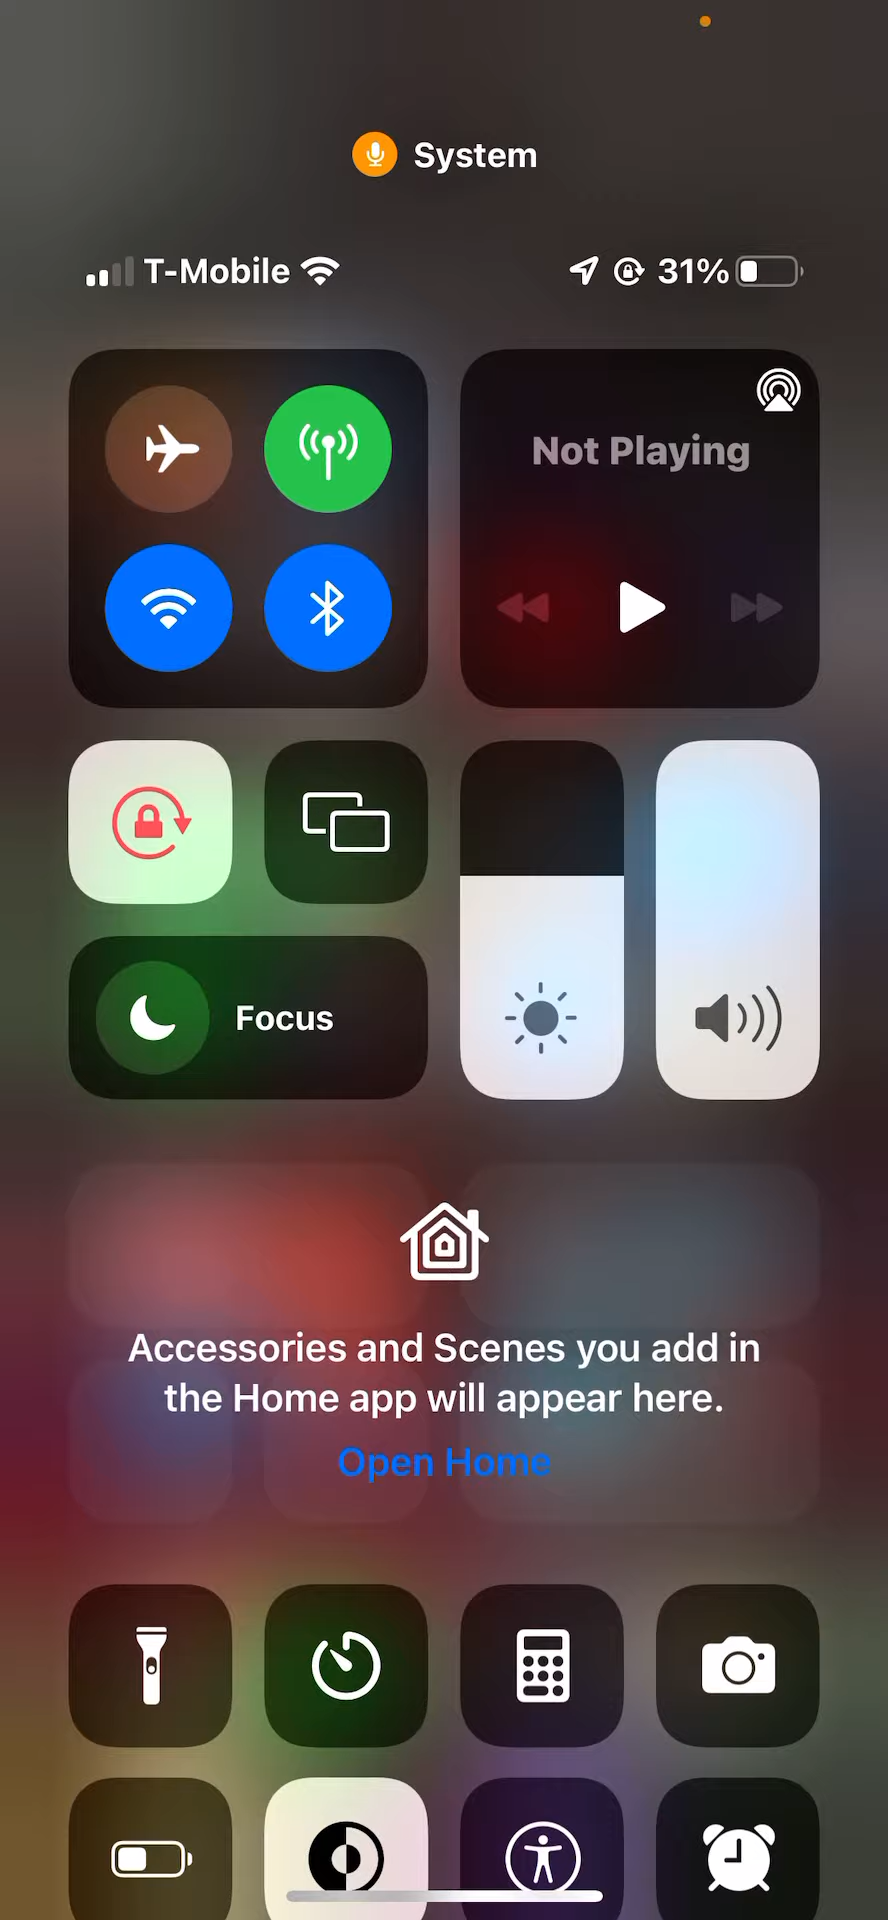 System
T-Mobile 31%
Not Playing
Focus
Accessories and Scenes you add in
the Home app will appear here.
Open Home